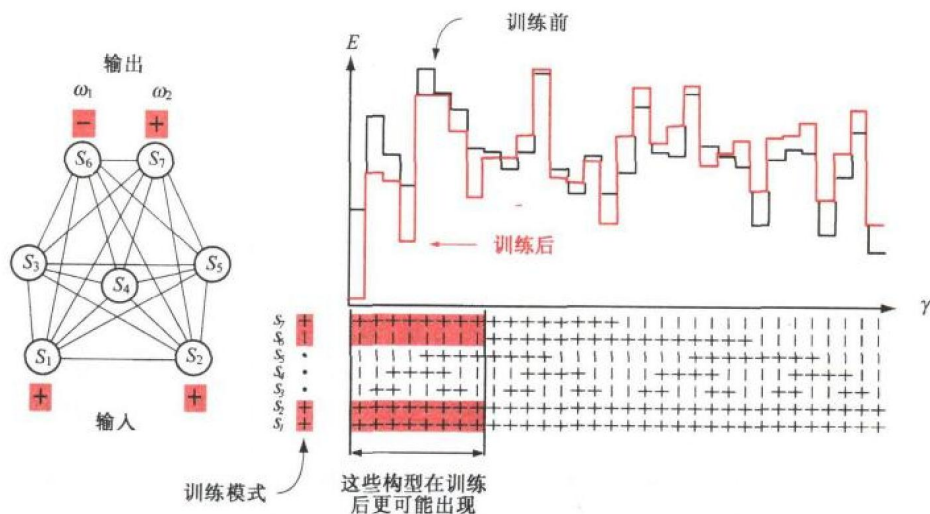 输出
ω₁ ω₂
− +
S₆ S₇
S₃ S₅
S₄
S₁ S₂
+ +
输入
训练前
E
训练后
γ
S₇ +
S₆ −
S₅ •
S₄ •
S₃ •
S₂ +
S₁ +
训练模式
这些构型在训练
后更可能出现